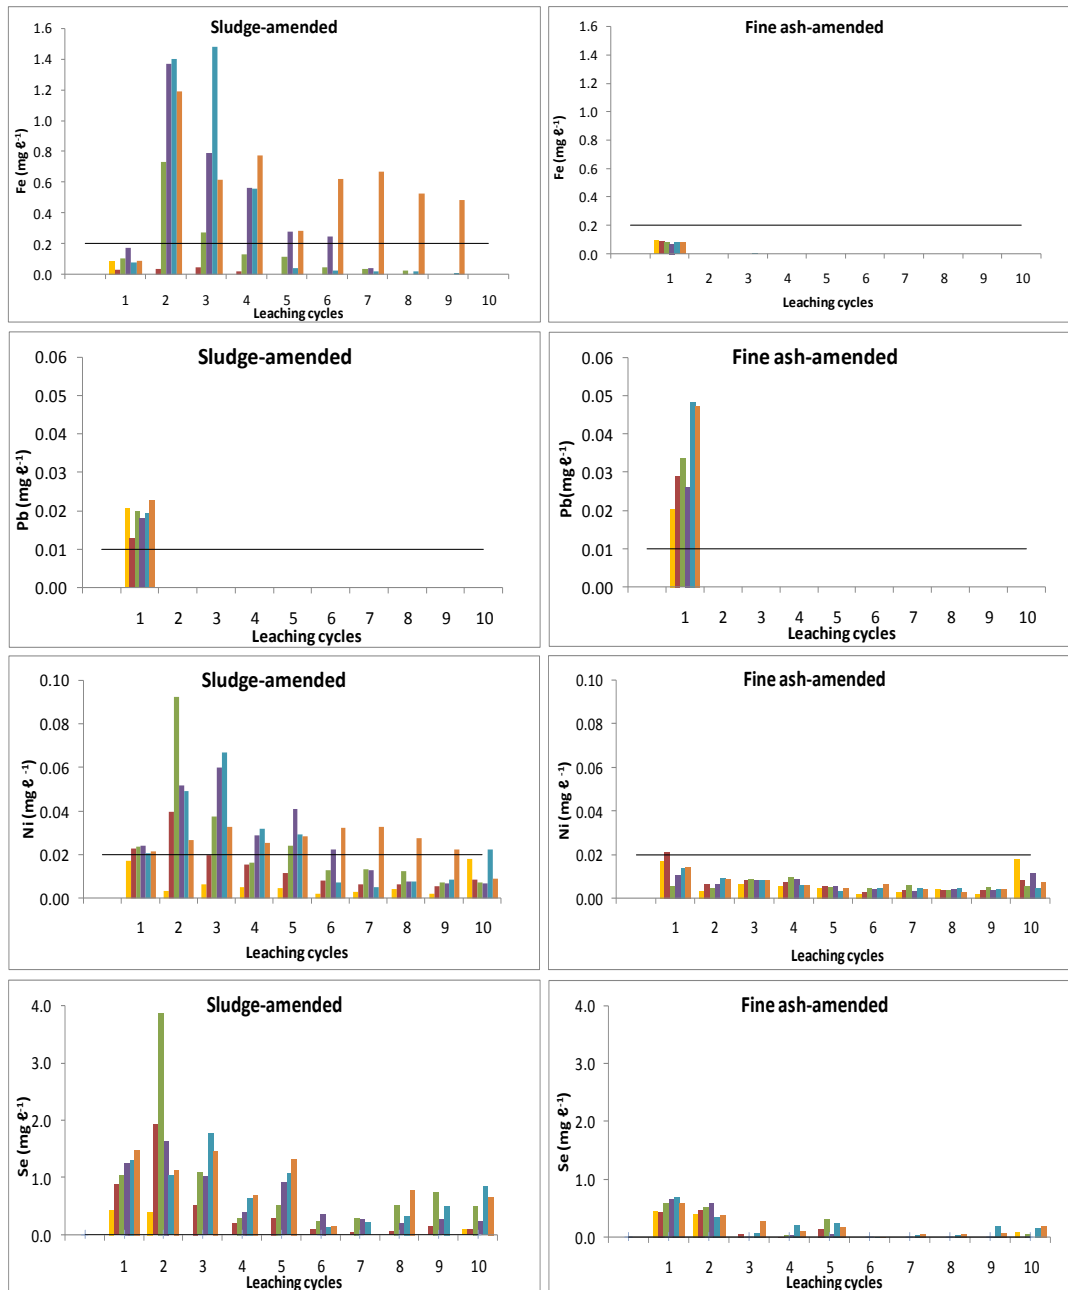 Sludge-amended
Fe (mg ℓ⁻¹)
1.6
1.4
1.2
1.0
0.8
0.6
0.4
0.2
0.0
1 2 3 4 5 6 7 8 9 10
Leaching cycles
Fine ash-amended
Fe (mg ℓ⁻¹)
1.6
1.4
1.2
1.0
0.8
0.6
0.4
0.2
0.0
1 2 3 4 5 6 7 8 9 10
Leaching cycles
Sludge-amended
Pb (mg ℓ⁻¹)
0.06
0.05
0.04
0.03
0.02
0.01
0.00
1 2 3 4 5 6 7 8 9 10
Leaching cycles
Fine ash-amended
Pb(mg ℓ⁻¹)
0.06
0.05
0.04
0.03
0.02
0.01
0.00
1 2 3 4 5 6 7 8 9 10
Leaching cycles
Sludge-amended
Ni (mg ℓ ⁻¹)
0.10
0.08
0.06
0.04
0.02
0.00
1 2 3 4 5 6 7 8 9 10
Leaching cycles
Fine ash-amended
Ni (mg ℓ ⁻¹)
0.10
0.08
0.06
0.04
0.02
0.00
1 2 3 4 5 6 7 8 9 10
Leaching cycles
Sludge-amended
Se (mg ℓ⁻¹)
4.0
3.0
2.0
1.0
0.0
1 2 3 4 5 6 7 8 9 10
Leaching cycles
Fine ash-amended
Se (mg ℓ⁻¹)
4.0
3.0
2.0
1.0
0.0
1 2 3 4 5 6 7 8 9 10
Leaching cycles